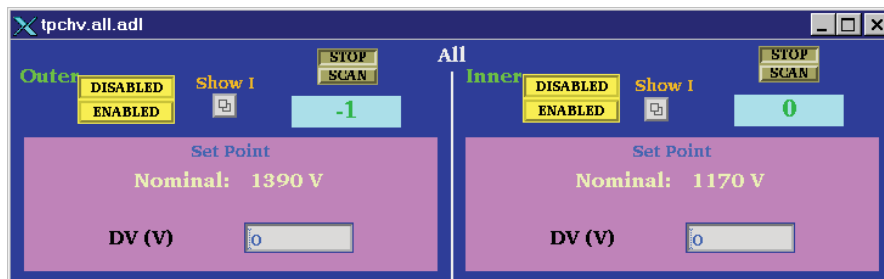 tpchv.all.adl
All
Outer
DISABLED
ENABLED
Show I
STOP
SCAN
-1
Set Point
Nominal: 1390 V
DV (V) 0
Inner
DISABLED
ENABLED
Show I
STOP
SCAN
0
Set Point
Nominal: 1170 V
DV (V) 0